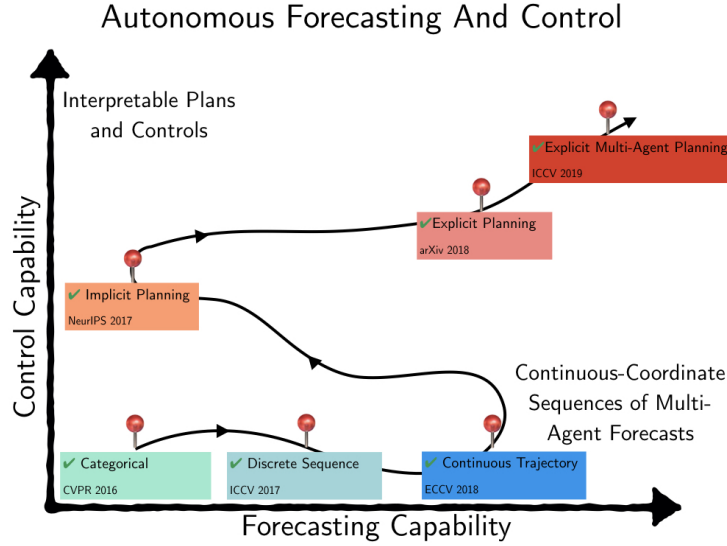 Autonomous Forecasting And Control
Interpretable Plans
and Controls
Control Capability
✔Explicit Multi-Agent Planning
ICCV 2019
✔Explicit Planning
arXiv 2018
✔ Implicit Planning
NeurIPS 2017
Continuous-Coordinate
Sequences of Multi-
Agent Forecasts
✔ Categorical
CVPR 2016
✔ Discrete Sequence
ICCV 2017
✔ Continuous Trajectory
ECCV 2018
Forecasting Capability